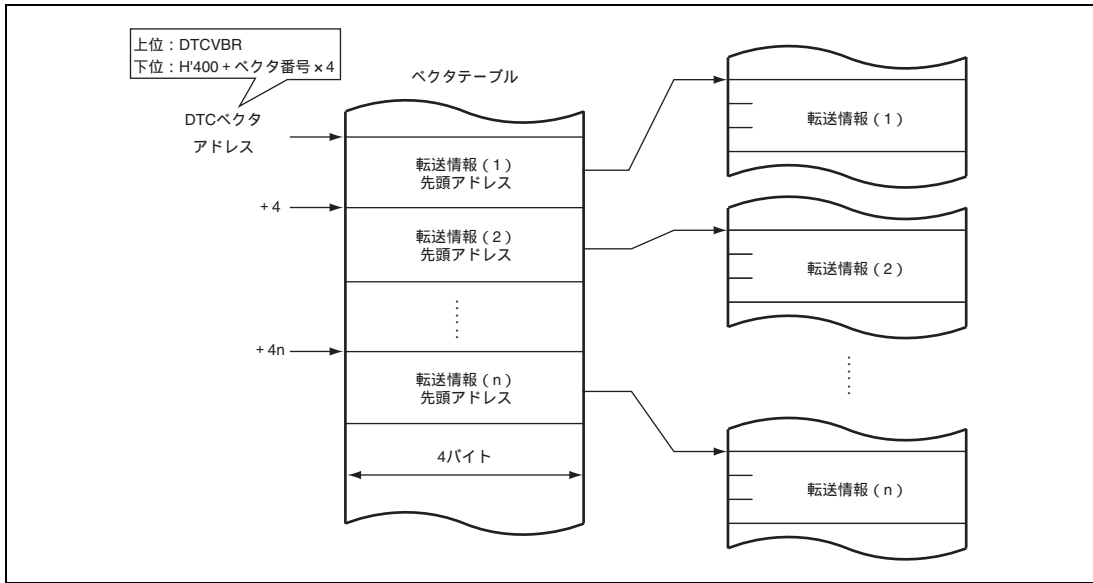 上位：DTCVBR
下位：H'400 + ベクタ番号×4
DTCベクタ
アドレス
ベクタテーブル
転送情報（1）
先頭アドレス
+4
転送情報（2）
先頭アドレス
+4n
転送情報（n）
先頭アドレス
4バイト
転送情報（1）
転送情報（2）
転送情報（n）